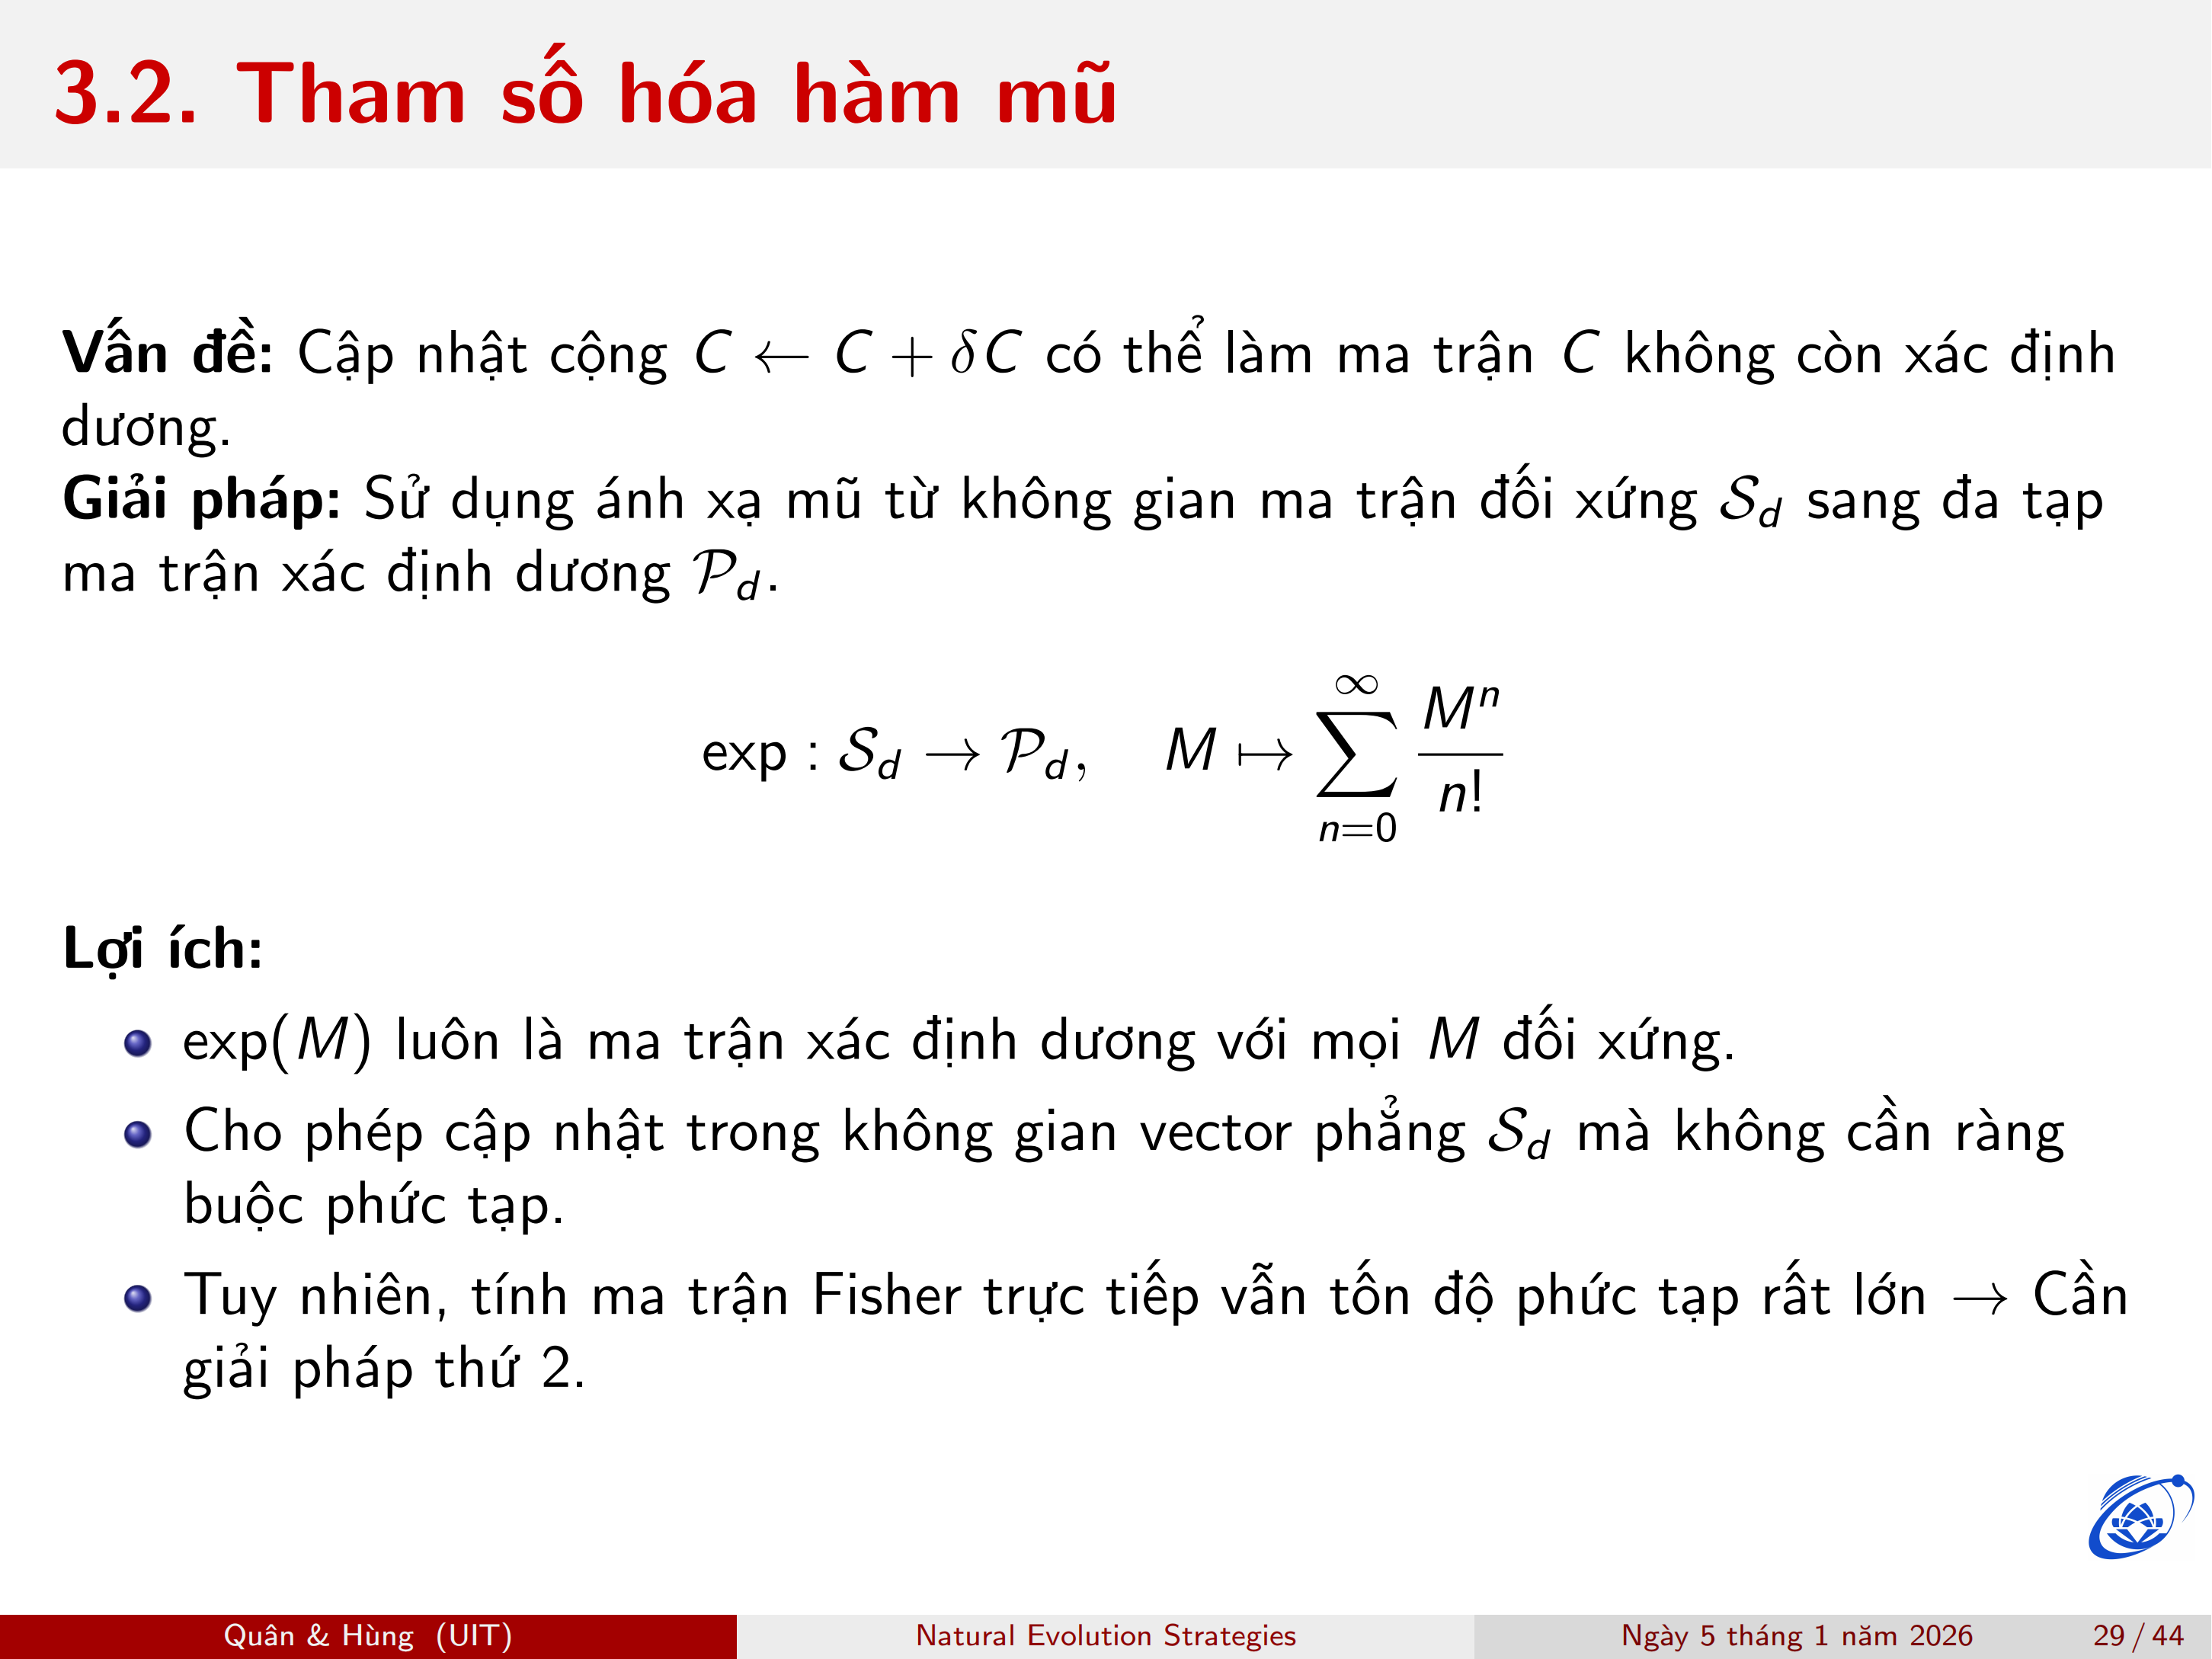 3.2. Tham số hóa hàm mũ
Vấn đề: Cập nhật cộng C ← C + δC có thể làm ma trận C không còn xác định
dương.
Giải pháp: Sử dụng ánh xạ mũ từ không gian ma trận đối xứng 𝒮_d sang đa tạp
ma trận xác định dương 𝒫_d.
exp : 𝒮_d → 𝒫_d, M ↦ ∑_{n=0}^{∞} M^n / n!
Lợi ích:
exp(M) luôn là ma trận xác định dương với mọi M đối xứng.
Cho phép cập nhật trong không gian vector phẳng 𝒮_d mà không cần ràng
buộc phức tạp.
Tuy nhiên, tính ma trận Fisher trực tiếp vẫn tốn độ phức tạp rất lớn → Cần
giải pháp thứ 2.
Quân & Hùng (UIT) Natural Evolution Strategies Ngày 5 tháng 1 năm 2026 29 / 44